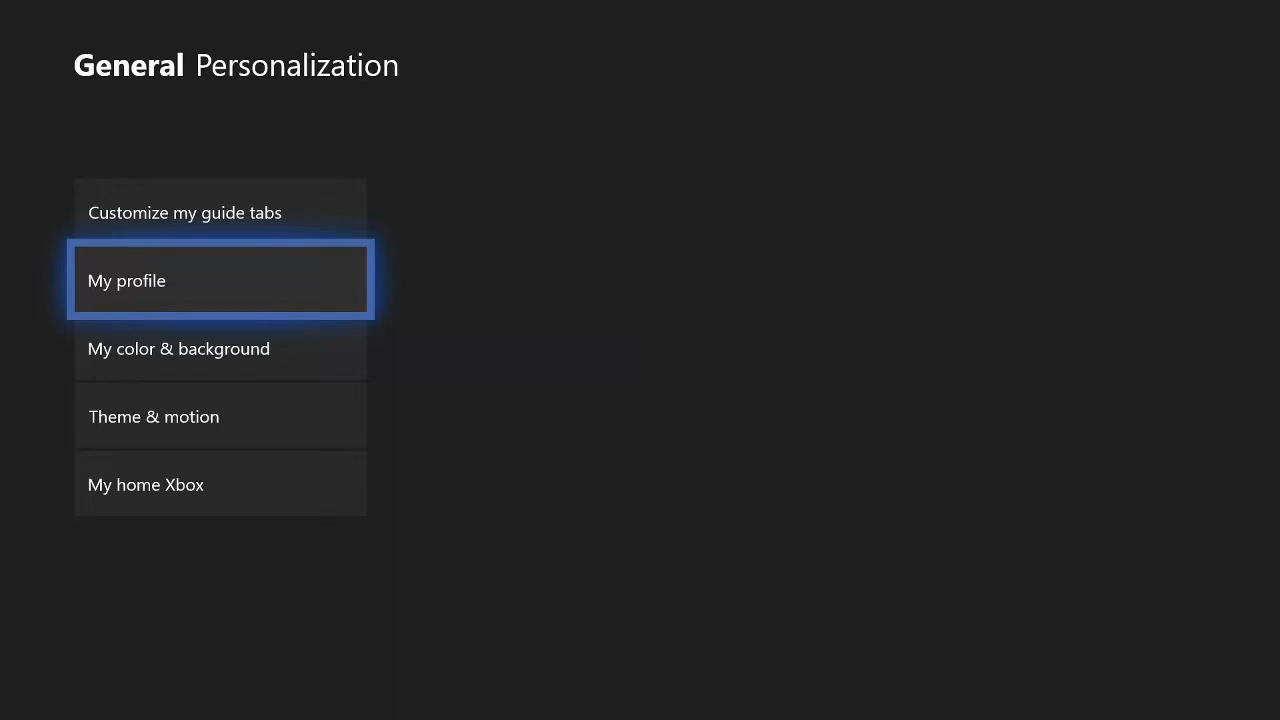 General Personalization
Customize my guide tabs
My profile
My color & background
Theme & motion
My home Xbox